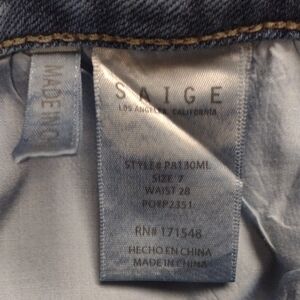 MADE IN C
SAIGE
LOS ANGELES, CALIFORNIA
STYLE# PA130ML
SIZE 7
WAIST 28
PO#P2351
RN# 171548
HECHO EN CHINA
MADE IN CHINA